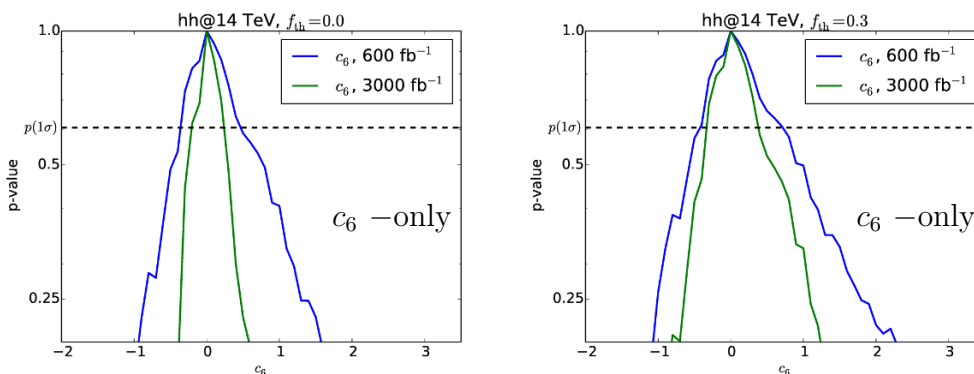 hh@14 TeV, f_th=0.0
1.0
c₆ , 600 fb⁻¹
c₆ , 3000 fb⁻¹
p(1σ)
0.5
p-value
c₆ −only
0.25
−2 −1 0 1 2 3
c₆
hh@14 TeV, f_th=0.3
1.0
c₆ , 600 fb⁻¹
c₆ , 3000 fb⁻¹
p(1σ)
0.5
p-value
c₆ −only
0.25
−2 −1 0 1 2 3
c₆